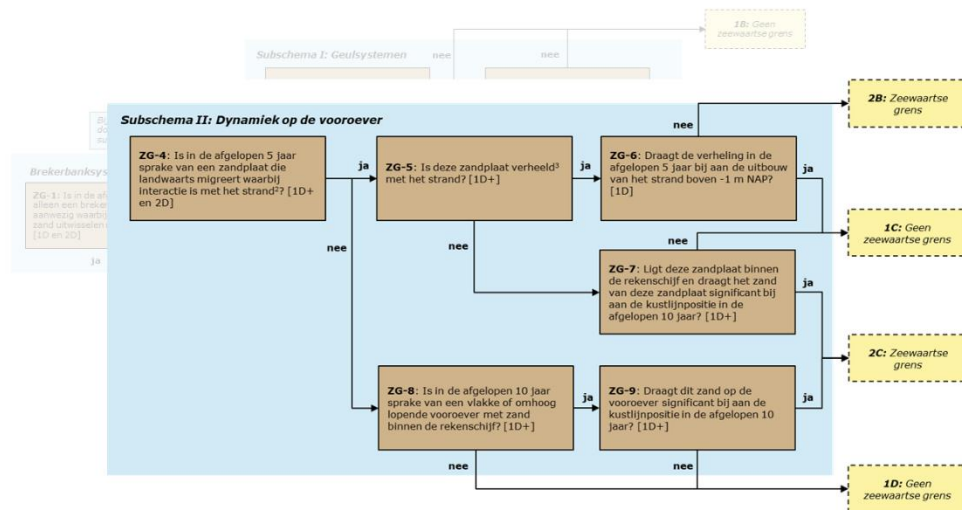 1B: Geen
zeewaartse grens
Subschema I: Geulsystemen
nee
nee
2B: Zeewaartse
grens
Subschema II: Dynamiek op de vooroever
nee
ZG-4: Is in de afgelopen 5 jaar
sprake van een zandplaat die
landwaarts migreert waarbij
interactie is met het strand²? [1D+
en 2D]
ja
ZG-5: Is deze zandplaat verheeld³
met het strand? [1D+]
ja
ZG-6: Draagt de verheling in de
afgelopen 5 jaar bij aan de uitbouw
van het strand boven -1 m NAP?
[1D]
ja
Brekerbanksys
ZG-1: Is in de afg
alleen een breker
aanwezig waarbij
zand uitwisselen
[1D en 2D]
ja
nee
nee
nee
1C: Geen
zeewaartse grens
ZG-7: Ligt deze zandplaat binnen
de rekenschijf en draagt het zand
van deze zandplaat significant bij
aan de kustlijnpositie in de
afgelopen 10 jaar? [1D+]
ja
2C: Zeewaartse
grens
ZG-8: Is in de afgelopen 10 jaar
sprake van een vlakke of omhoog
lopende vooroever met zand
binnen de rekenschijf? [1D+]
ja
ZG-9: Draagt dit zand op de
vooroever significant bij aan de
kustlijnpositie in de afgelopen 10
jaar? [1D+]
ja
nee
nee
1D: Geen
zeewaartse grens